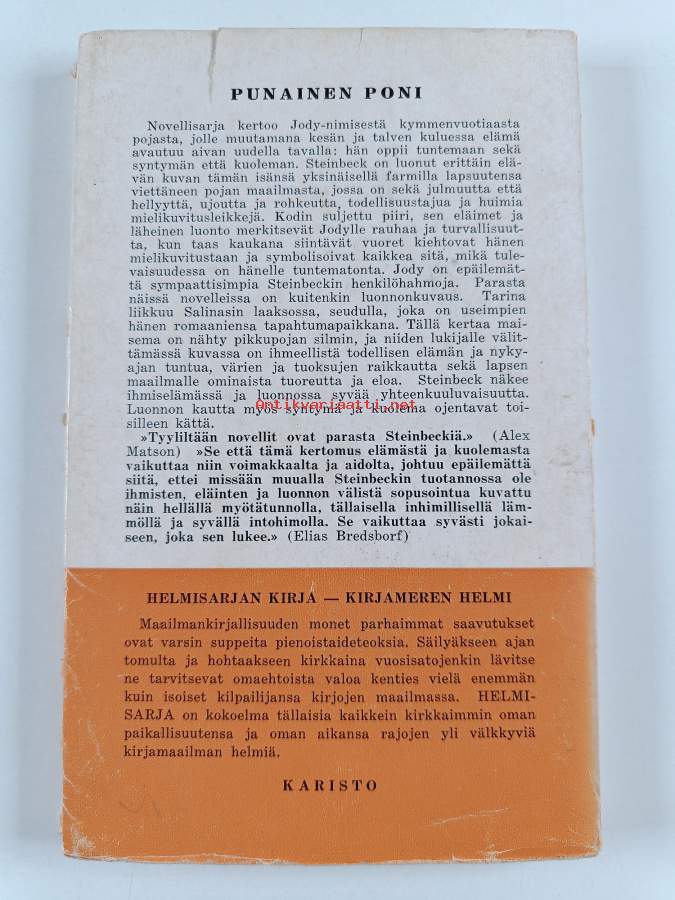 PUNAINEN PONI
Novellisarja kertoo Jody-nimisestä kymmenvuotiaasta
pojasta, jolle muutamana kesän ja talven kuluessa elämä
avautuu aivan uudella tavalla: hän oppii tuntemaan sekä
syntymän että kuoleman. Steinbeck on luonut erittäin elä-
vän kuvan tämän isänsä yksinäisellä farmilla lapsuutensa
viettäneen pojan maailmasta, jossa on sekä julmuutta että
hellyyttä, ujoutta ja rohkeutta, todellisuustajua ja huimia
mielikuvitusleikkejä. Kodin suljettu piiri, sen eläimet ja
läheinen luonto merkitsevät Jodylle rauhaa ja turvallisuut-
ta, kun taas kaukana siintävät vuoret kiehtovat hänen
mielikuvitustaan ja symbolisoivat kaikkea sitä, mikä tule-
vaisuudessa on hänelle tuntematonta. Jody on epäilemät-
tä sympaattisimpia Steinbeckin henkilöhahmoja. Parasta
näissä novelleissa on kuitenkin luonnonkuvaus. Tarina
liikkuu Salinasin laaksossa, seudulla, joka on useimpien
hänen romaaniensa tapahtumapaikkana. Tällä kertaa mai-
sema on nähty pikkupojan silmin, ja niiden lukijalle välit-
tämässä kuvassa on ihmeellistä todellisen elämän ja nyky-
ajan tuntua, värien ja tuoksujen raikkautta sekä lapsen
maailmalle ominaista tuoreutta ja eloa. Steinbeck näkee
ihmiselämässä ja luonnossa syvää yhteenkuuluvaisuutta.
Antikvariaatti.net
Luonnon kautta myös syntymä ja kuolema ojentavat toi-
silleen kättä.
»Tyyliltään novellit ovat parasta Steinbeckiä.» (Alex
Matson) »Se että tämä kertomus elämästä ja kuolemasta
vaikuttaa niin voimakkaalta ja aidolta, johtuu epäilemättä
siitä, ettei missään muualla Steinbeckin tuotannossa ole
ihmisten, eläinten ja luonnon välistä sopusointua kuvattu
näin hellällä myötätunnolla, tällaisella inhimillisellä läm-
möllä ja syvällä intohimolla. Se vaikuttaa syvästi jokai-
seen, joka sen lukee.» (Elias Bredsborf)
HELMISARJAN KIRJA — KIRJAMEREN HELMI
Maailmankirjallisuuden monet parhaimmat saavutukset
ovat varsin suppeita pienoistaideteoksia. Säilyäkseen ajan
tomulta ja hohtaakseen kirkkaina vuosisatojenkin lävitse
ne tarvitsevat omaehtoista valoa kenties vielä enemmän
kuin isoiset kilpailijansa kirjojen maailmassa. HELMI-
SARJA on kokoelma tällaisia kaikkein kirkkaimmin oman
paikallisuutensa ja oman aikansa rajojen yli välkkyviä
kirjamaailman helmiä.
KARISTO